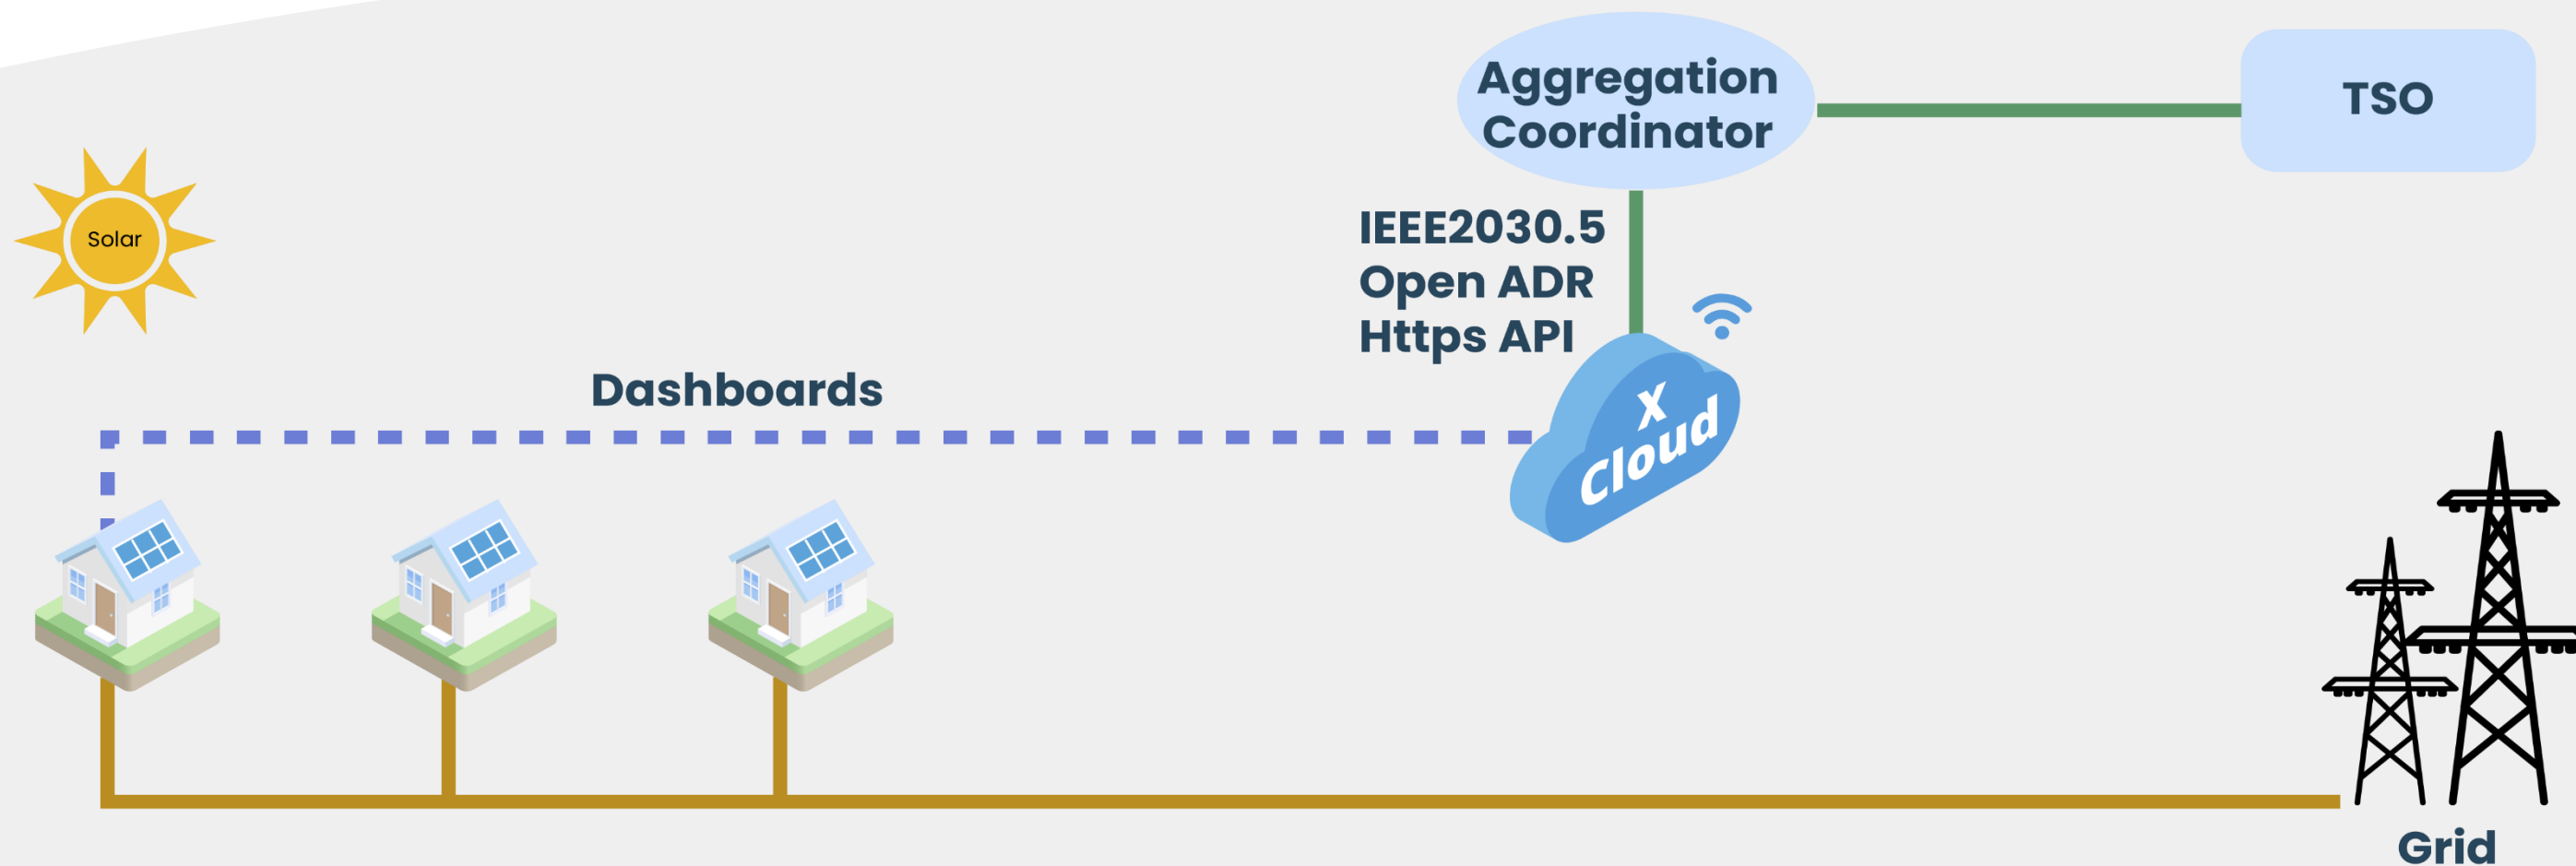 Aggregation
Coordinator
TSO
Solar
IEEE2030.5
Open ADR
Https API
Dashboards
X
Cloud
Grid